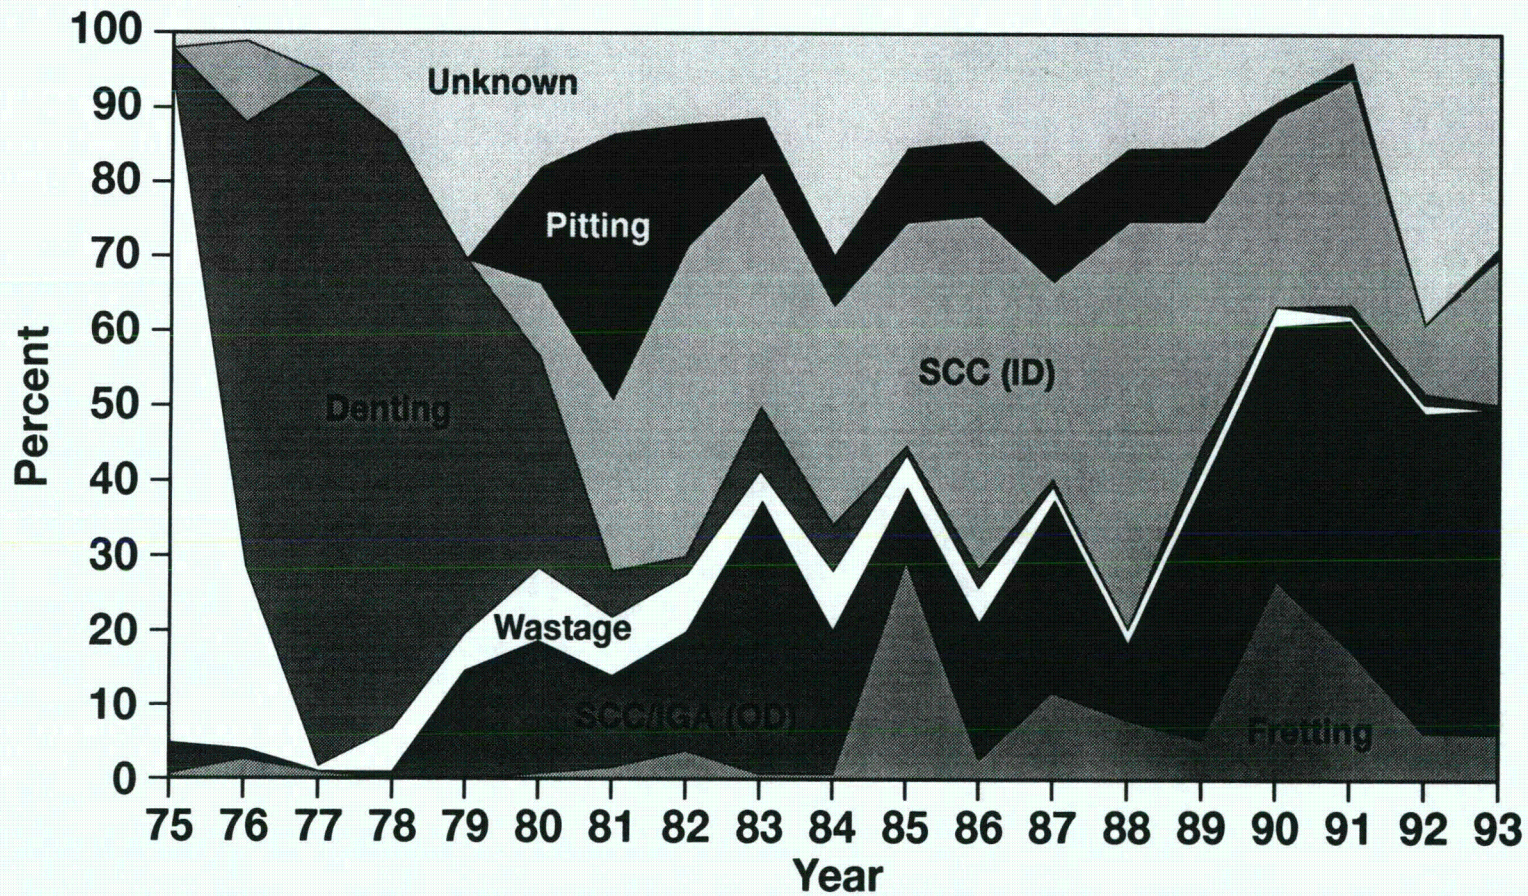 100
90
80
70
60
50
40
30
20
10
0
Percent
Unknown
Pitting
Denting
SCC (ID)
Wastage
SCC/IGA (OD)
Fretting
75 76 77 78 79 80 81 82 83 84 85 86 87 88 89 90 91 92 93
Year